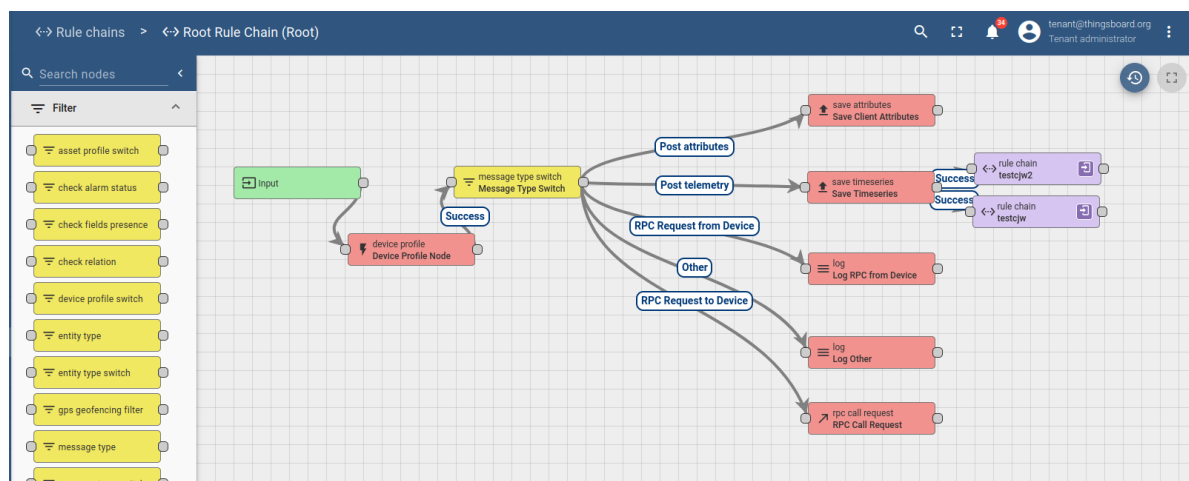 Rule chains > Root Rule Chain (Root)
34
tenant@thingsboard.org
Tenant administrator
Search nodes
Filter
asset profile switch
check alarm status
check fields presence
check relation
device profile switch
entity type
entity type switch
gps geofencing filter
message type
Input
device profile
Device Profile Node
Success
message type switch
Message Type Switch
Post attributes
Post telemetry
RPC Request from Device
Other
RPC Request to Device
save attributes
Save Client Attributes
save timeseries
Save Timeseries
Success
Success
rule chain
testcjw2
rule chain
testcjw
log
Log RPC from Device
log
Log Other
rpc call request
RPC Call Request